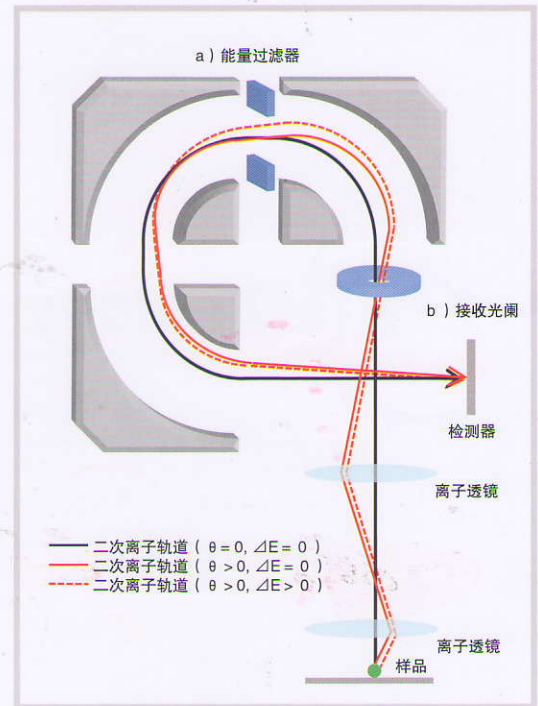 a ) 能量过滤器
b ) 接收光阑
检测器
离子透镜
二次离子轨道 ( θ = 0, ⊿E = 0 )
二次离子轨道 ( θ > 0, ⊿E = 0 )
二次离子轨道 ( θ > 0, ⊿E > 0 )
离子透镜
样品